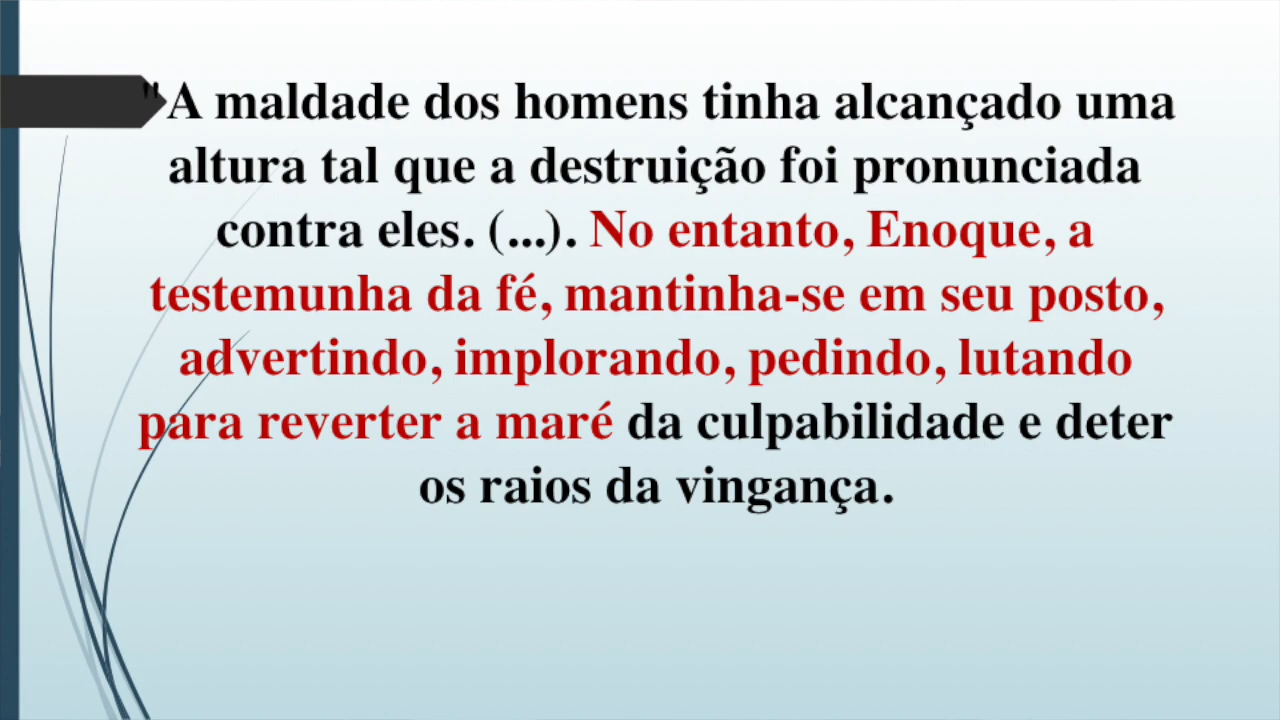 "A maldade dos homens tinha alcançado uma
altura tal que a destruição foi pronunciada
contra eles. (...). No entanto, Enoque, a
testemunha da fé, mantinha-se em seu posto,
advertindo, implorando, pedindo, lutando
para reverter a maré da culpabilidade e deter
os raios da vingança.